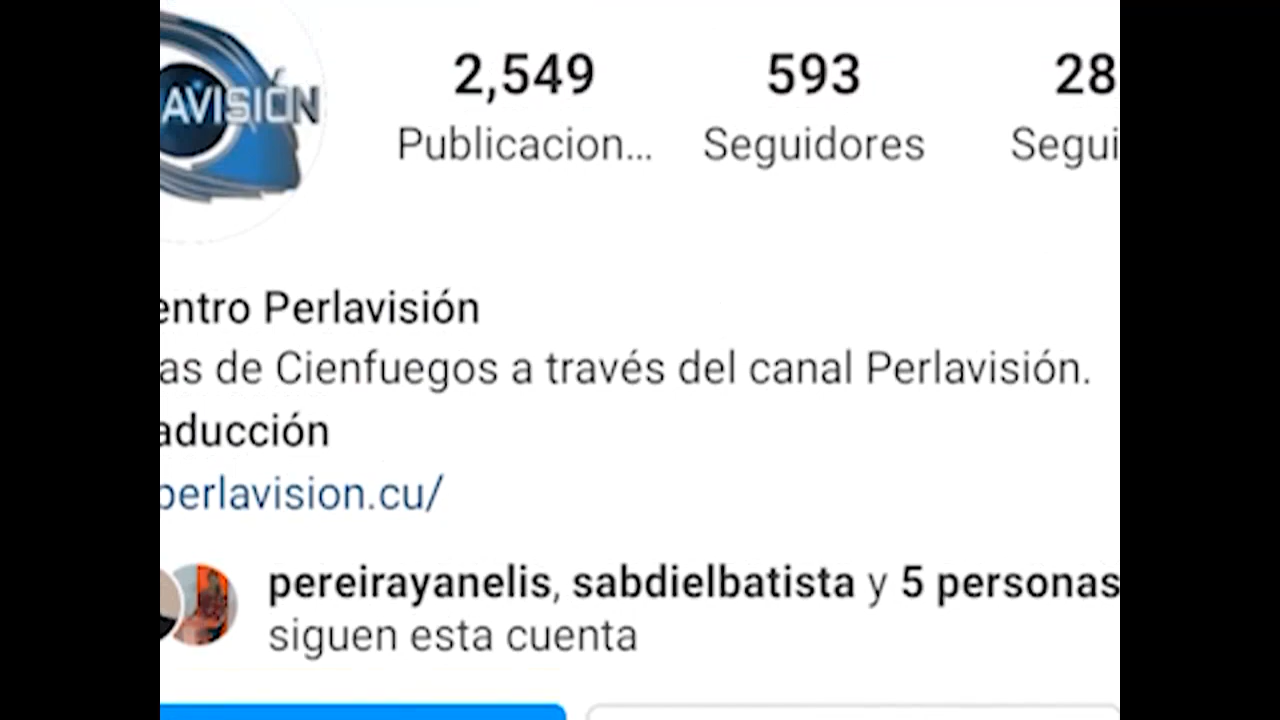 AVISIÓN
2,549 593 28
Publicacion... Seguidores Segui
entro Perlavisión
as de Cienfuegos a través del canal Perlavisión.
aducción
perlavision.cu/
pereirayanelis, sabdielbatista y 5 personas
siguen esta cuenta